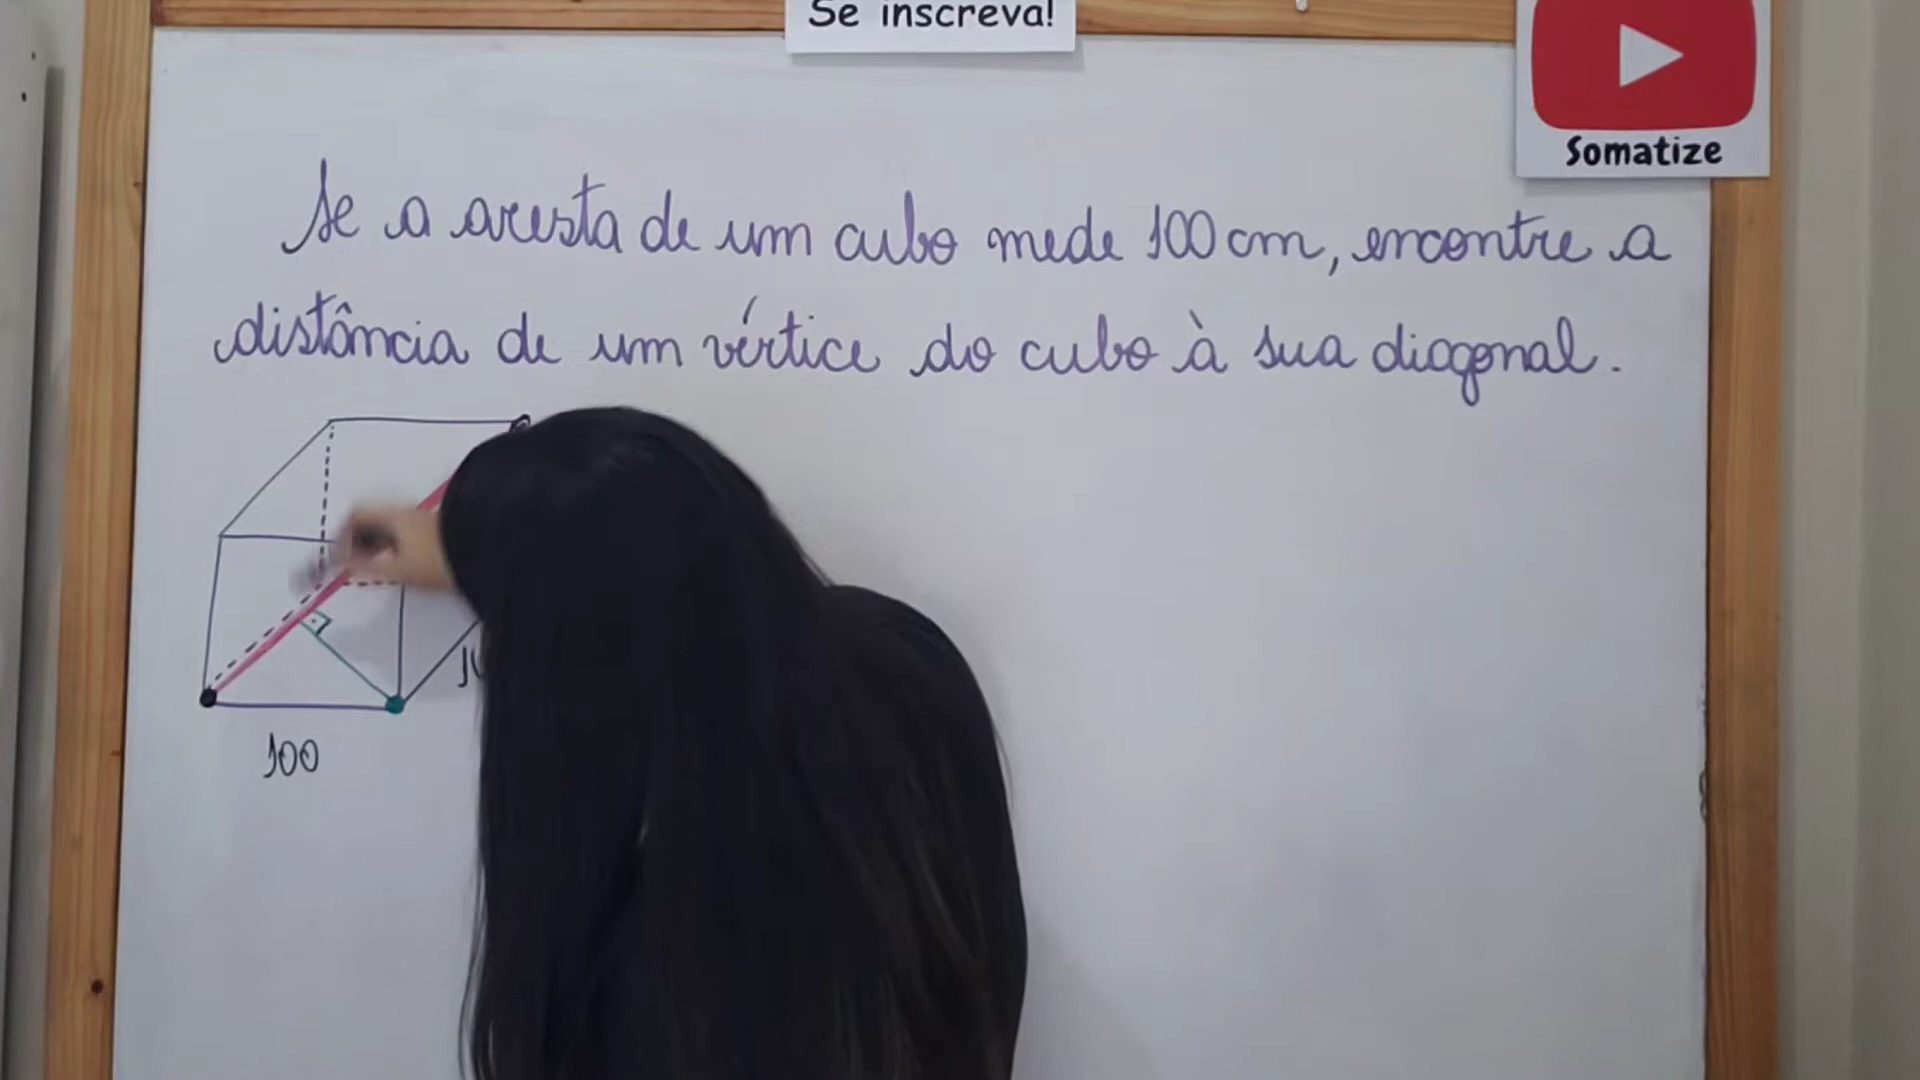 Se inscreva!
Somatize
Se a aresta de um cubo mede 100 cm, encontre a
distância de um vértice do cubo à sua diagonal.
100